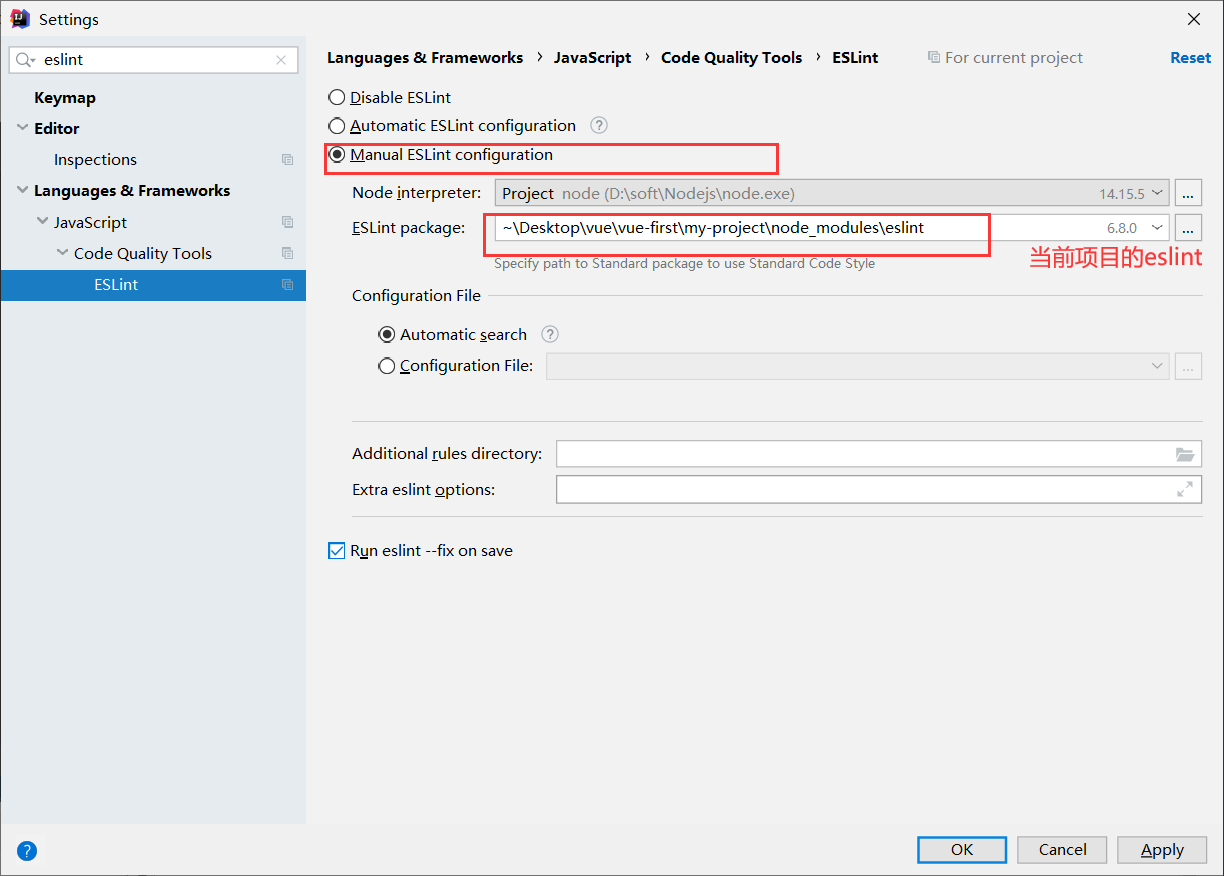 Settings
eslint
Languages & Frameworks › JavaScript › Code Quality Tools › ESLint For current project Reset
Keymap
Editor
Inspections
Languages & Frameworks
JavaScript
Code Quality Tools
ESLint
Disable ESLint
Automatic ESLint configuration ?
Manual ESLint configuration
Node interpreter: Project node (D:\soft\Nodejs\node.exe) 14.15.5 ...
ESLint package: ~\Desktop\vue\vue-first\my-project\node_modules\eslint 6.8.0 ...
当前项目的eslint
Specify path to Standard package to use Standard Code Style
Configuration File
Automatic search ?
Configuration File: ...
Additional rules directory:
Extra eslint options:
Run eslint --fix on save
? OK Cancel Apply